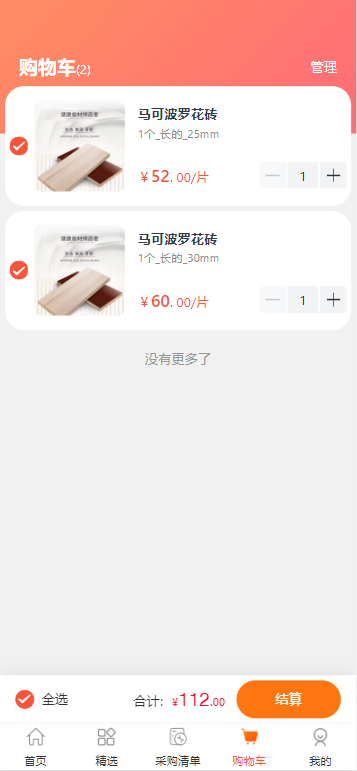 购物车(2)
管理
健康板材缔造者
马可波罗花砖
1个_长的_25mm
￥52.00/片
1
健康板材缔造者
马可波罗花砖
1个_长的_30mm
￥60.00/片
1
没有更多了
全选
合计: ¥112.00
结算
首页
精选
采购清单
购物车
我的